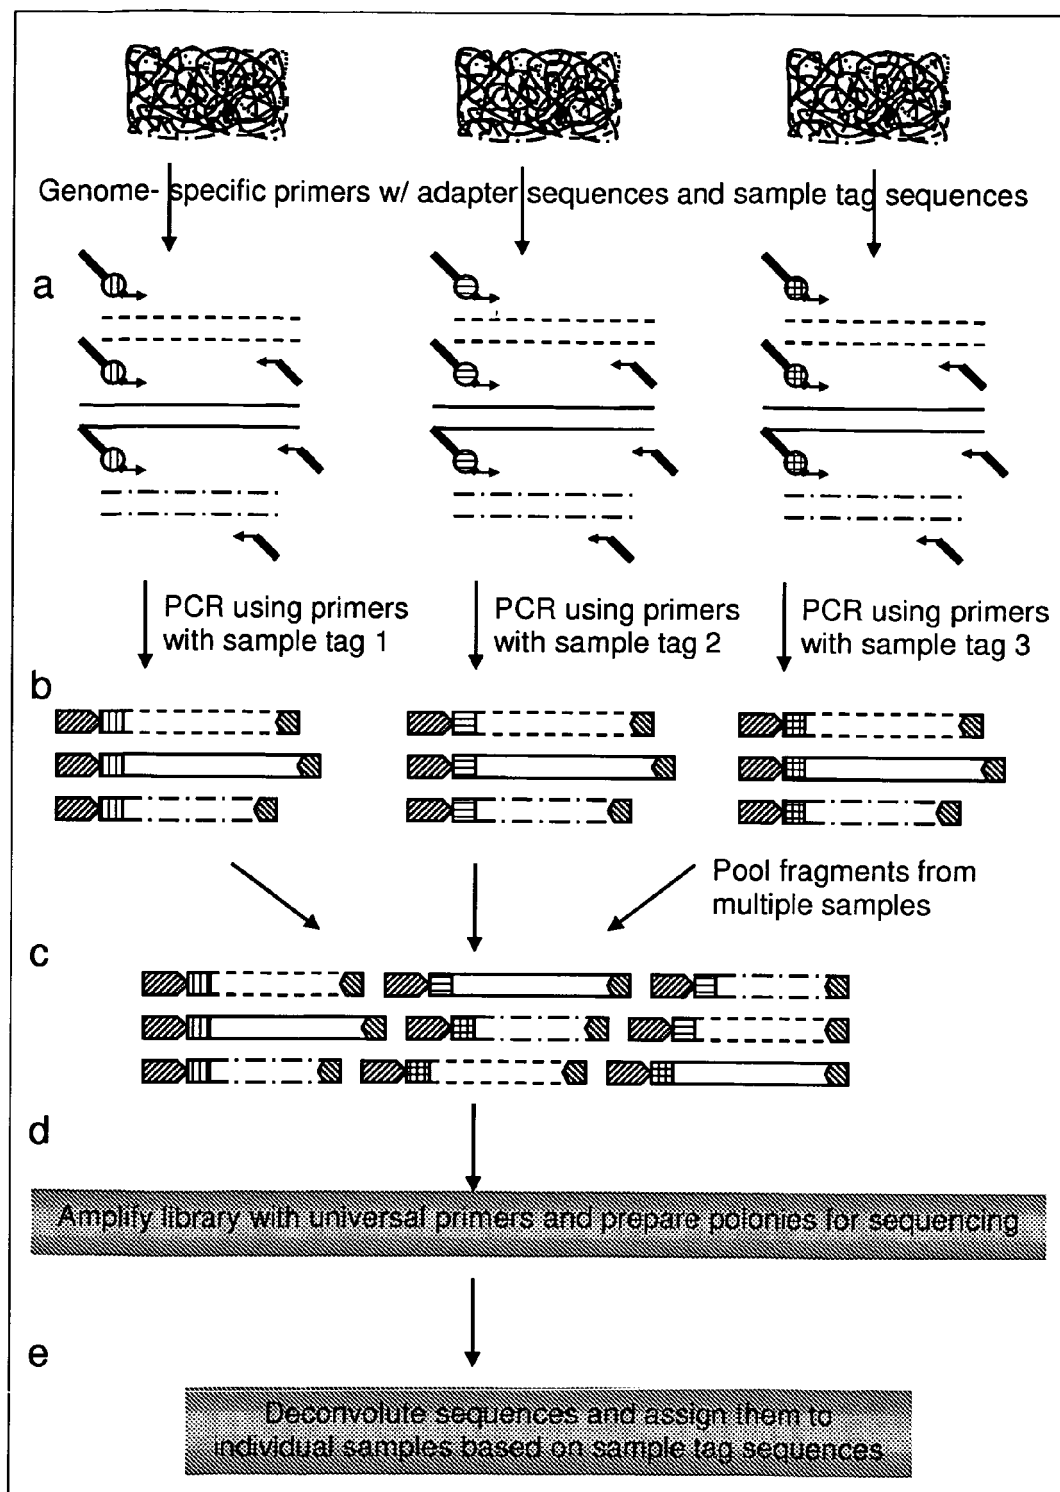 Genome- specific primers w/ adapter sequences and sample tag sequences
a
PCR using primers
with sample tag 1
PCR using primers
with sample tag 2
PCR using primers
with sample tag 3
b
Pool fragments from
multiple samples
c
d
Amplify library with universal primers and prepare polonies for sequencing
e
Deconvolute sequences and assign them to
individual samples based on sample tag sequences